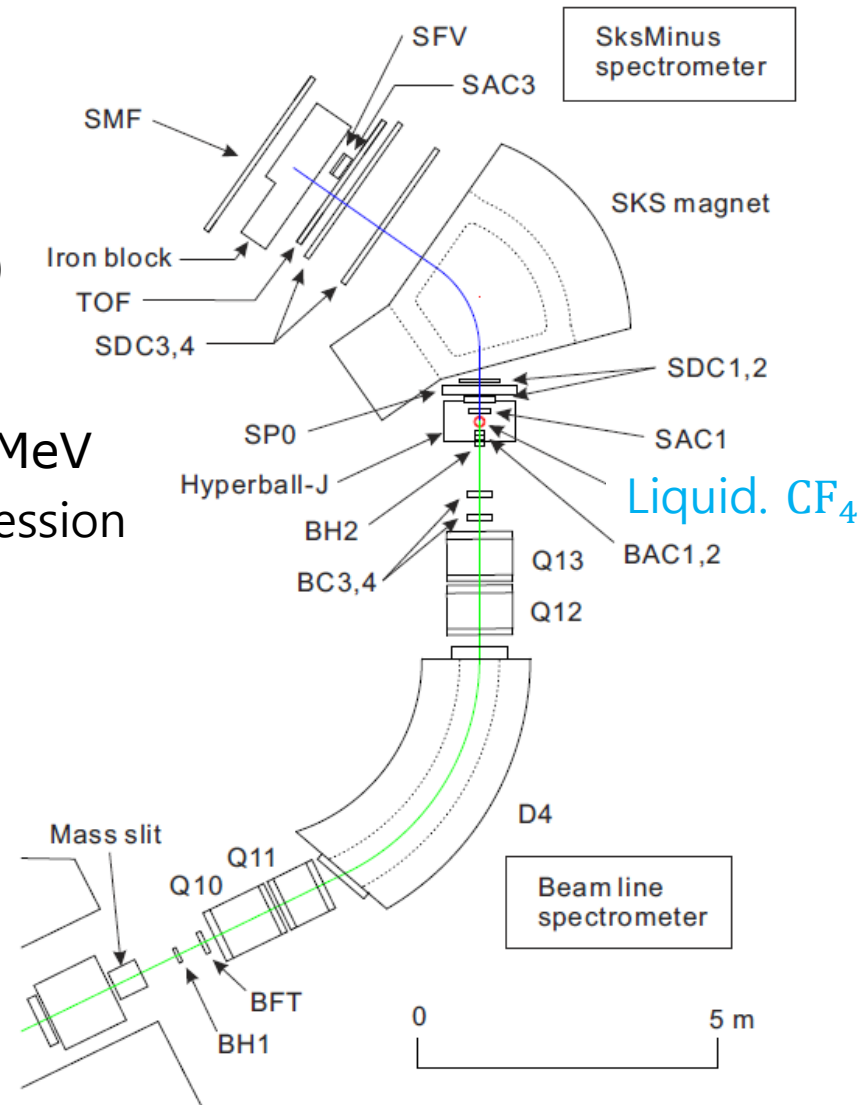 SFV
SksMinus
spectrometer
SAC3
SMF
SKS magnet
)
Iron block
TOF
SDC3,4
SDC1,2
SP0
SAC1
MeV
Hyperball-J
Liquid. CF₄
ession
BH2
BAC1,2
Q13
BC3,4
Q12
D4
Mass slit
Q11
Q10
Beam line
spectrometer
BFT
0
5 m
BH1